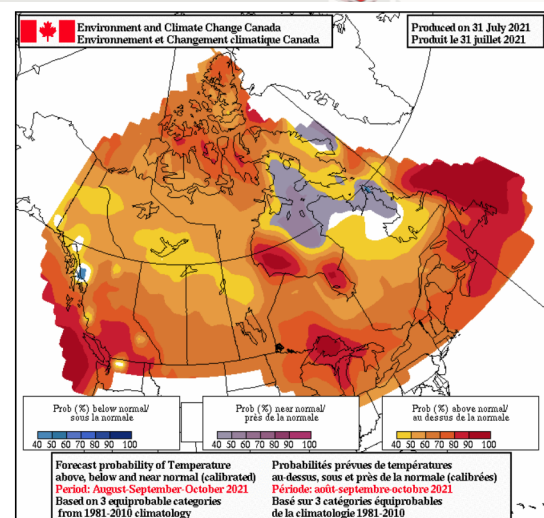 Environment and Climate Change Canada
Environnement et Changement climatique Canada
Produced on 31 July 2021
Produit le 31 juillet 2021
Prob (%) below normal/
sous la normale
40 50 60 70 80 90 100
Prob (%) near normal/
près de la normale
40 50 60 70 80 90 100
Prob (%) above normal/
au dessus de la normale
40 50 60 70 80 90 100
Forecast probability of Temperature
above, below and near normal (calibrated)
Period: August-September-October 2021
Based on 3 equiprobable categories
from 1981-2010 climatology
Probabilités prévues de températures
au-dessus, sous et près de la normale (calibrées)
Période: août-septembre-octobre 2021
Basé sur 3 catégories équiprobables
de la climatologie 1981-2010